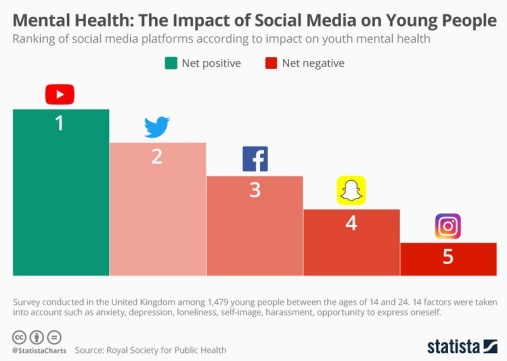 Mental Health: The Impact of Social Media on Young People
Ranking of social media platforms according to impact on youth mental health
Net positive
Net negative
1
2
3
4
5
Survey conducted in the United Kingdom among 1,479 young people between the ages of 14 and 24. 14 factors were taken
into account such as anxiety, depression, loneliness, self-image, harassment, opportunity to express oneself.
cc
@StatistaCharts Source: Royal Society for Public Health
statista